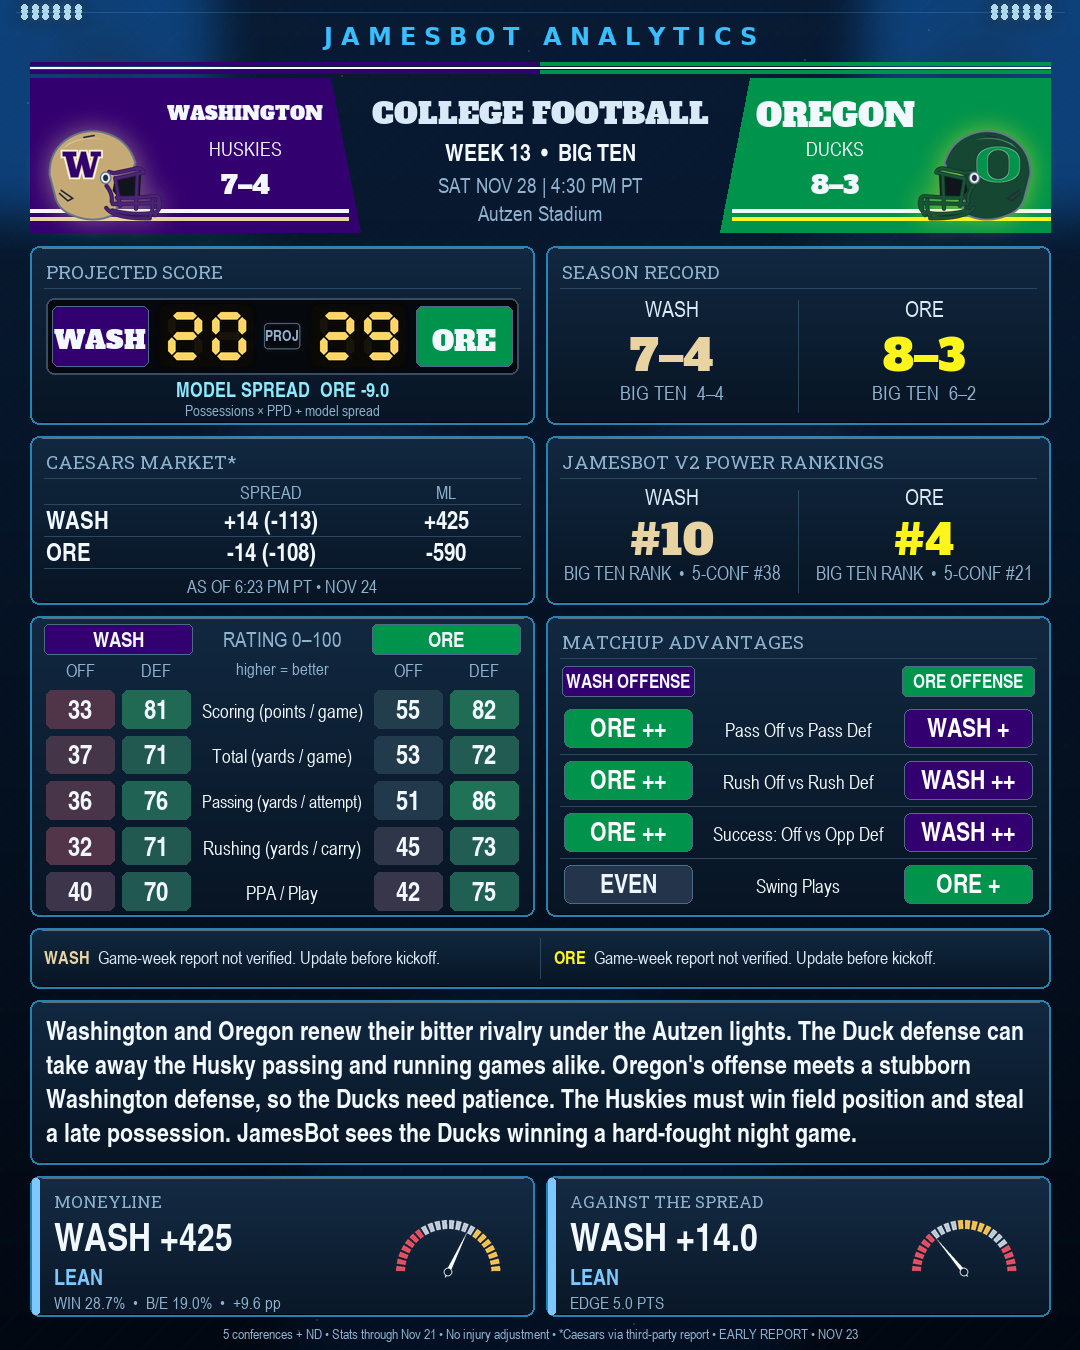 JAMESBOT ANALYTICS
WASHINGTON
HUSKIES
7–4
W
COLLEGE FOOTBALL
WEEK 13 • BIG TEN
SAT NOV 28 | 4:30 PM PT
Autzen Stadium
OREGON
DUCKS
8–3
O
PROJECTED SCORE
WASH 20 PROJ 29 ORE
MODEL SPREAD ORE -9.0
Possessions × PPD + model spread
SEASON RECORD
WASH ORE
7–4 8–3
BIG TEN 4–4 BIG TEN 6–2
CAESARS MARKET*
SPREAD ML
WASH +14 (-113) +425
ORE -14 (-108) -590
AS OF 6:23 PM PT • NOV 24
JAMESBOT V2 POWER RANKINGS
WASH ORE
#10 #4
BIG TEN RANK • 5-CONF #38 BIG TEN RANK • 5-CONF #21
WASH RATING 0–100 ORE
OFF DEF higher = better OFF DEF
33 81 Scoring (points / game) 55 82
37 71 Total (yards / game) 53 72
36 76 Passing (yards / attempt) 51 86
32 71 Rushing (yards / carry) 45 73
40 70 PPA / Play 42 75
MATCHUP ADVANTAGES
WASH OFFENSE ORE OFFENSE
ORE ++ Pass Off vs Pass Def WASH +
ORE ++ Rush Off vs Rush Def WASH ++
ORE ++ Success: Off vs Opp Def WASH ++
EVEN Swing Plays ORE +
WASH Game-week report not verified. Update before kickoff.
ORE Game-week report not verified. Update before kickoff.
Washington and Oregon renew their bitter rivalry under the Autzen lights. The Duck defense can
take away the Husky passing and running games alike. Oregon's offense meets a stubborn
Washington defense, so the Ducks need patience. The Huskies must win field position and steal
a late possession. JamesBot sees the Ducks winning a hard-fought night game.
MONEYLINE
WASH +425
LEAN
WIN 28.7% • B/E 19.0% • +9.6 pp
AGAINST THE SPREAD
WASH +14.0
LEAN
EDGE 5.0 PTS
5 conferences + ND • Stats through Nov 21 • No injury adjustment • *Caesars via third-party report • EARLY REPORT • NOV 23